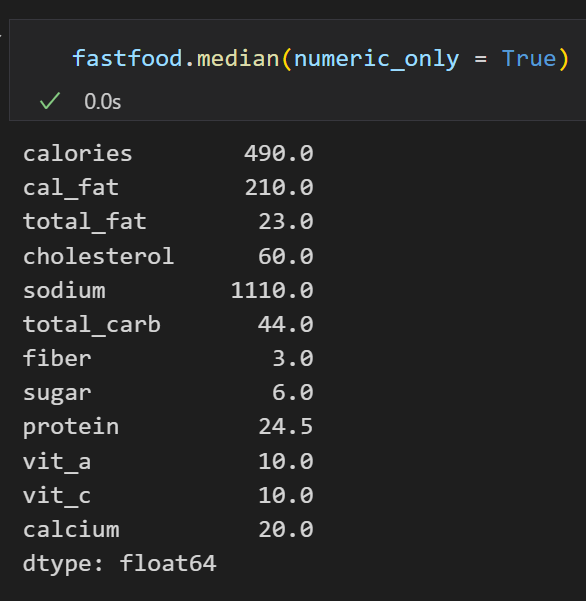 fastfood.median(numeric_only = True)
0.0s
calories 490.0
cal_fat 210.0
total_fat 23.0
cholesterol 60.0
sodium 1110.0
total_carb 44.0
fiber 3.0
sugar 6.0
protein 24.5
vit_a 10.0
vit_c 10.0
calcium 20.0
dtype: float64